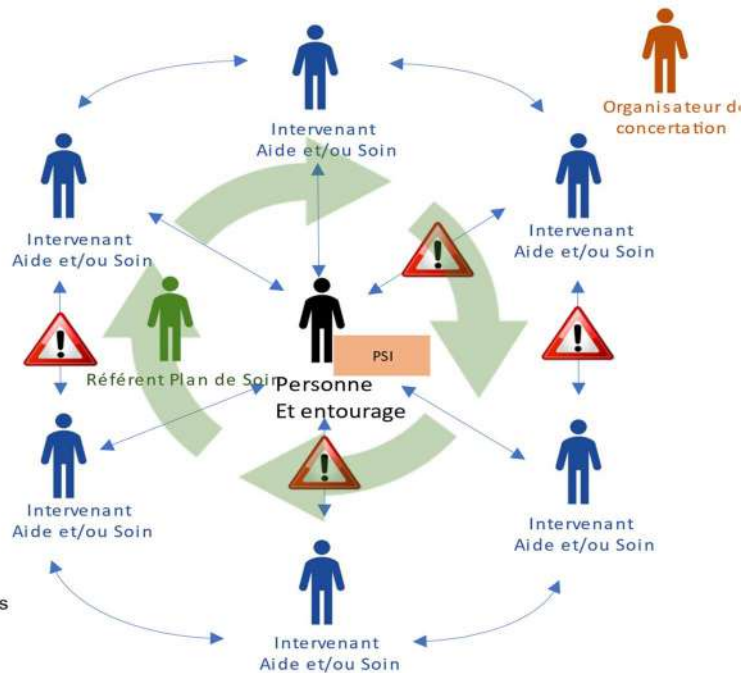 Organisateur de
concertation
Intervenant
Aide et/ou Soin
Intervenant
Aide et/ou Soin
Intervenant
Aide et/ou Soin
PSI
Référent Plan de Soin
Personne
Et entourage
Intervenant
Aide et/ou Soin
Intervenant
Aide et/ou Soin
s
Intervenant
Aide et/ou Soin